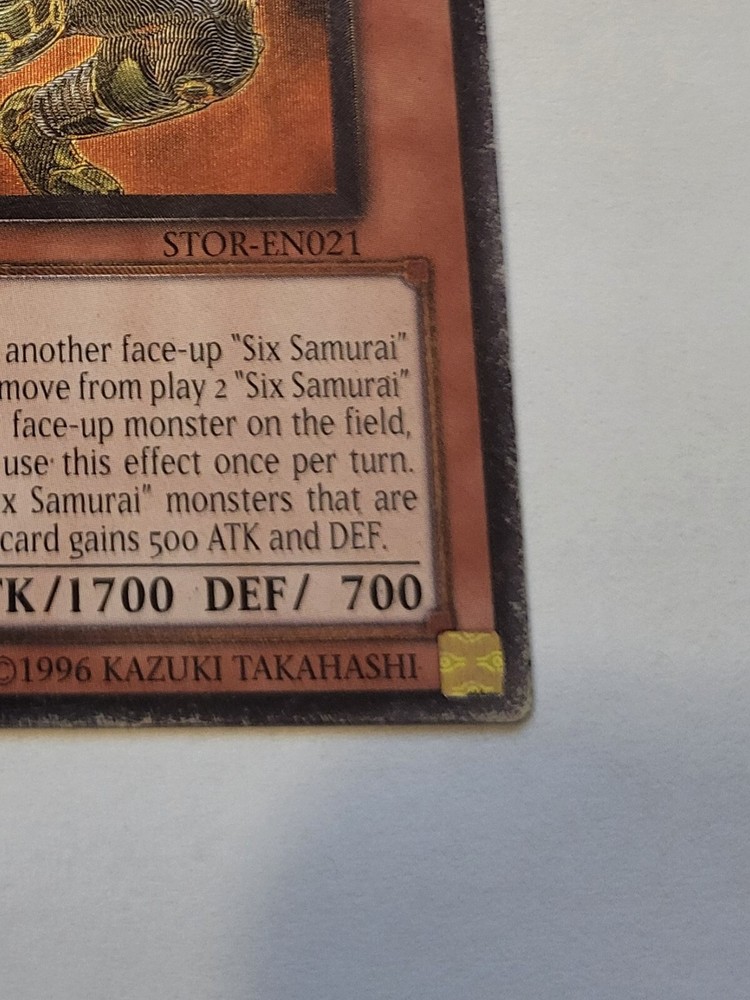 STOR-EN021
another face-up "Six Samurai"
move from play 2 "Six Samurai"
face-up monster on the field,
use this effect once per turn.
x Samurai" monsters that are
card gains 500 ATK and DEF.
TK/1700 DEF/ 700
©1996 KAZUKI TAKAHASHI